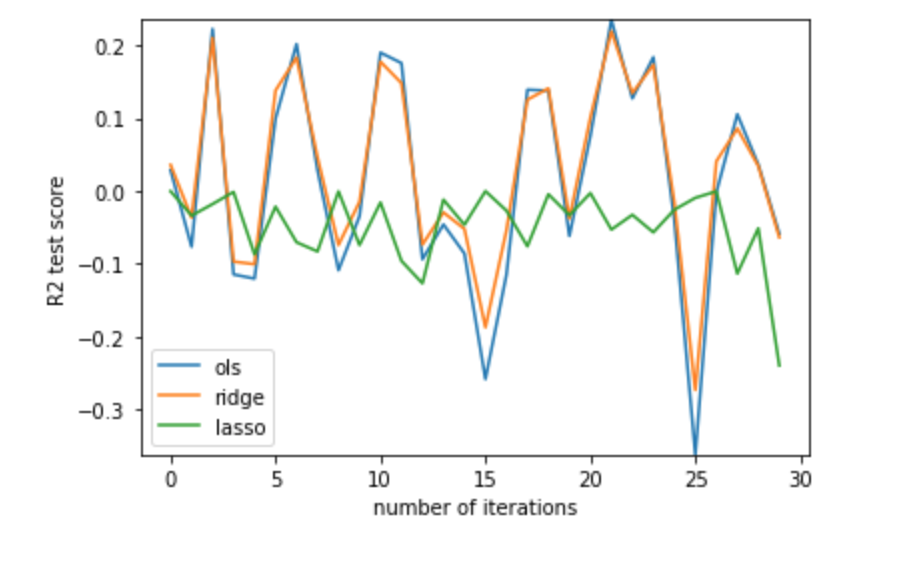 0.2
0.1
0.0
−0.1
−0.2
−0.3
R2 test score
ols
ridge
lasso
0 5 10 15 20 25 30
number of iterations